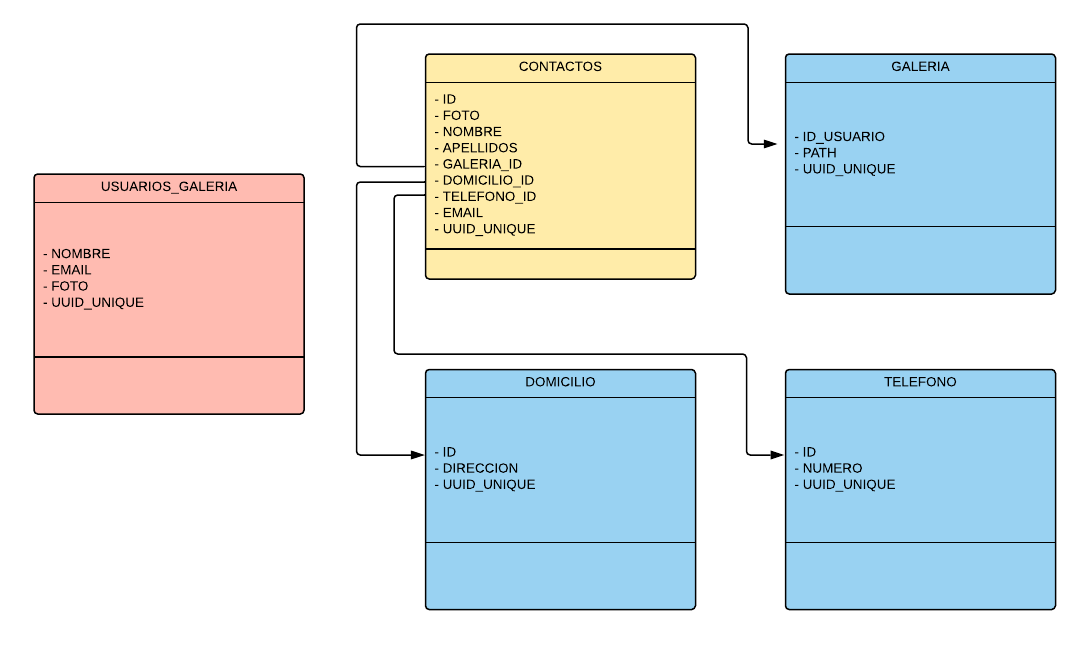 CONTACTOS
- ID
- FOTO
- NOMBRE
- APELLIDOS
- GALERIA_ID
- DOMICILIO_ID
- TELEFONO_ID
- EMAIL
- UUID_UNIQUE
GALERIA
- ID_USUARIO
- PATH
- UUID_UNIQUE
USUARIOS_GALERIA
- NOMBRE
- EMAIL
- FOTO
- UUID_UNIQUE
DOMICILIO
- ID
- DIRECCION
- UUID_UNIQUE
TELEFONO
- ID
- NUMERO
- UUID_UNIQUE